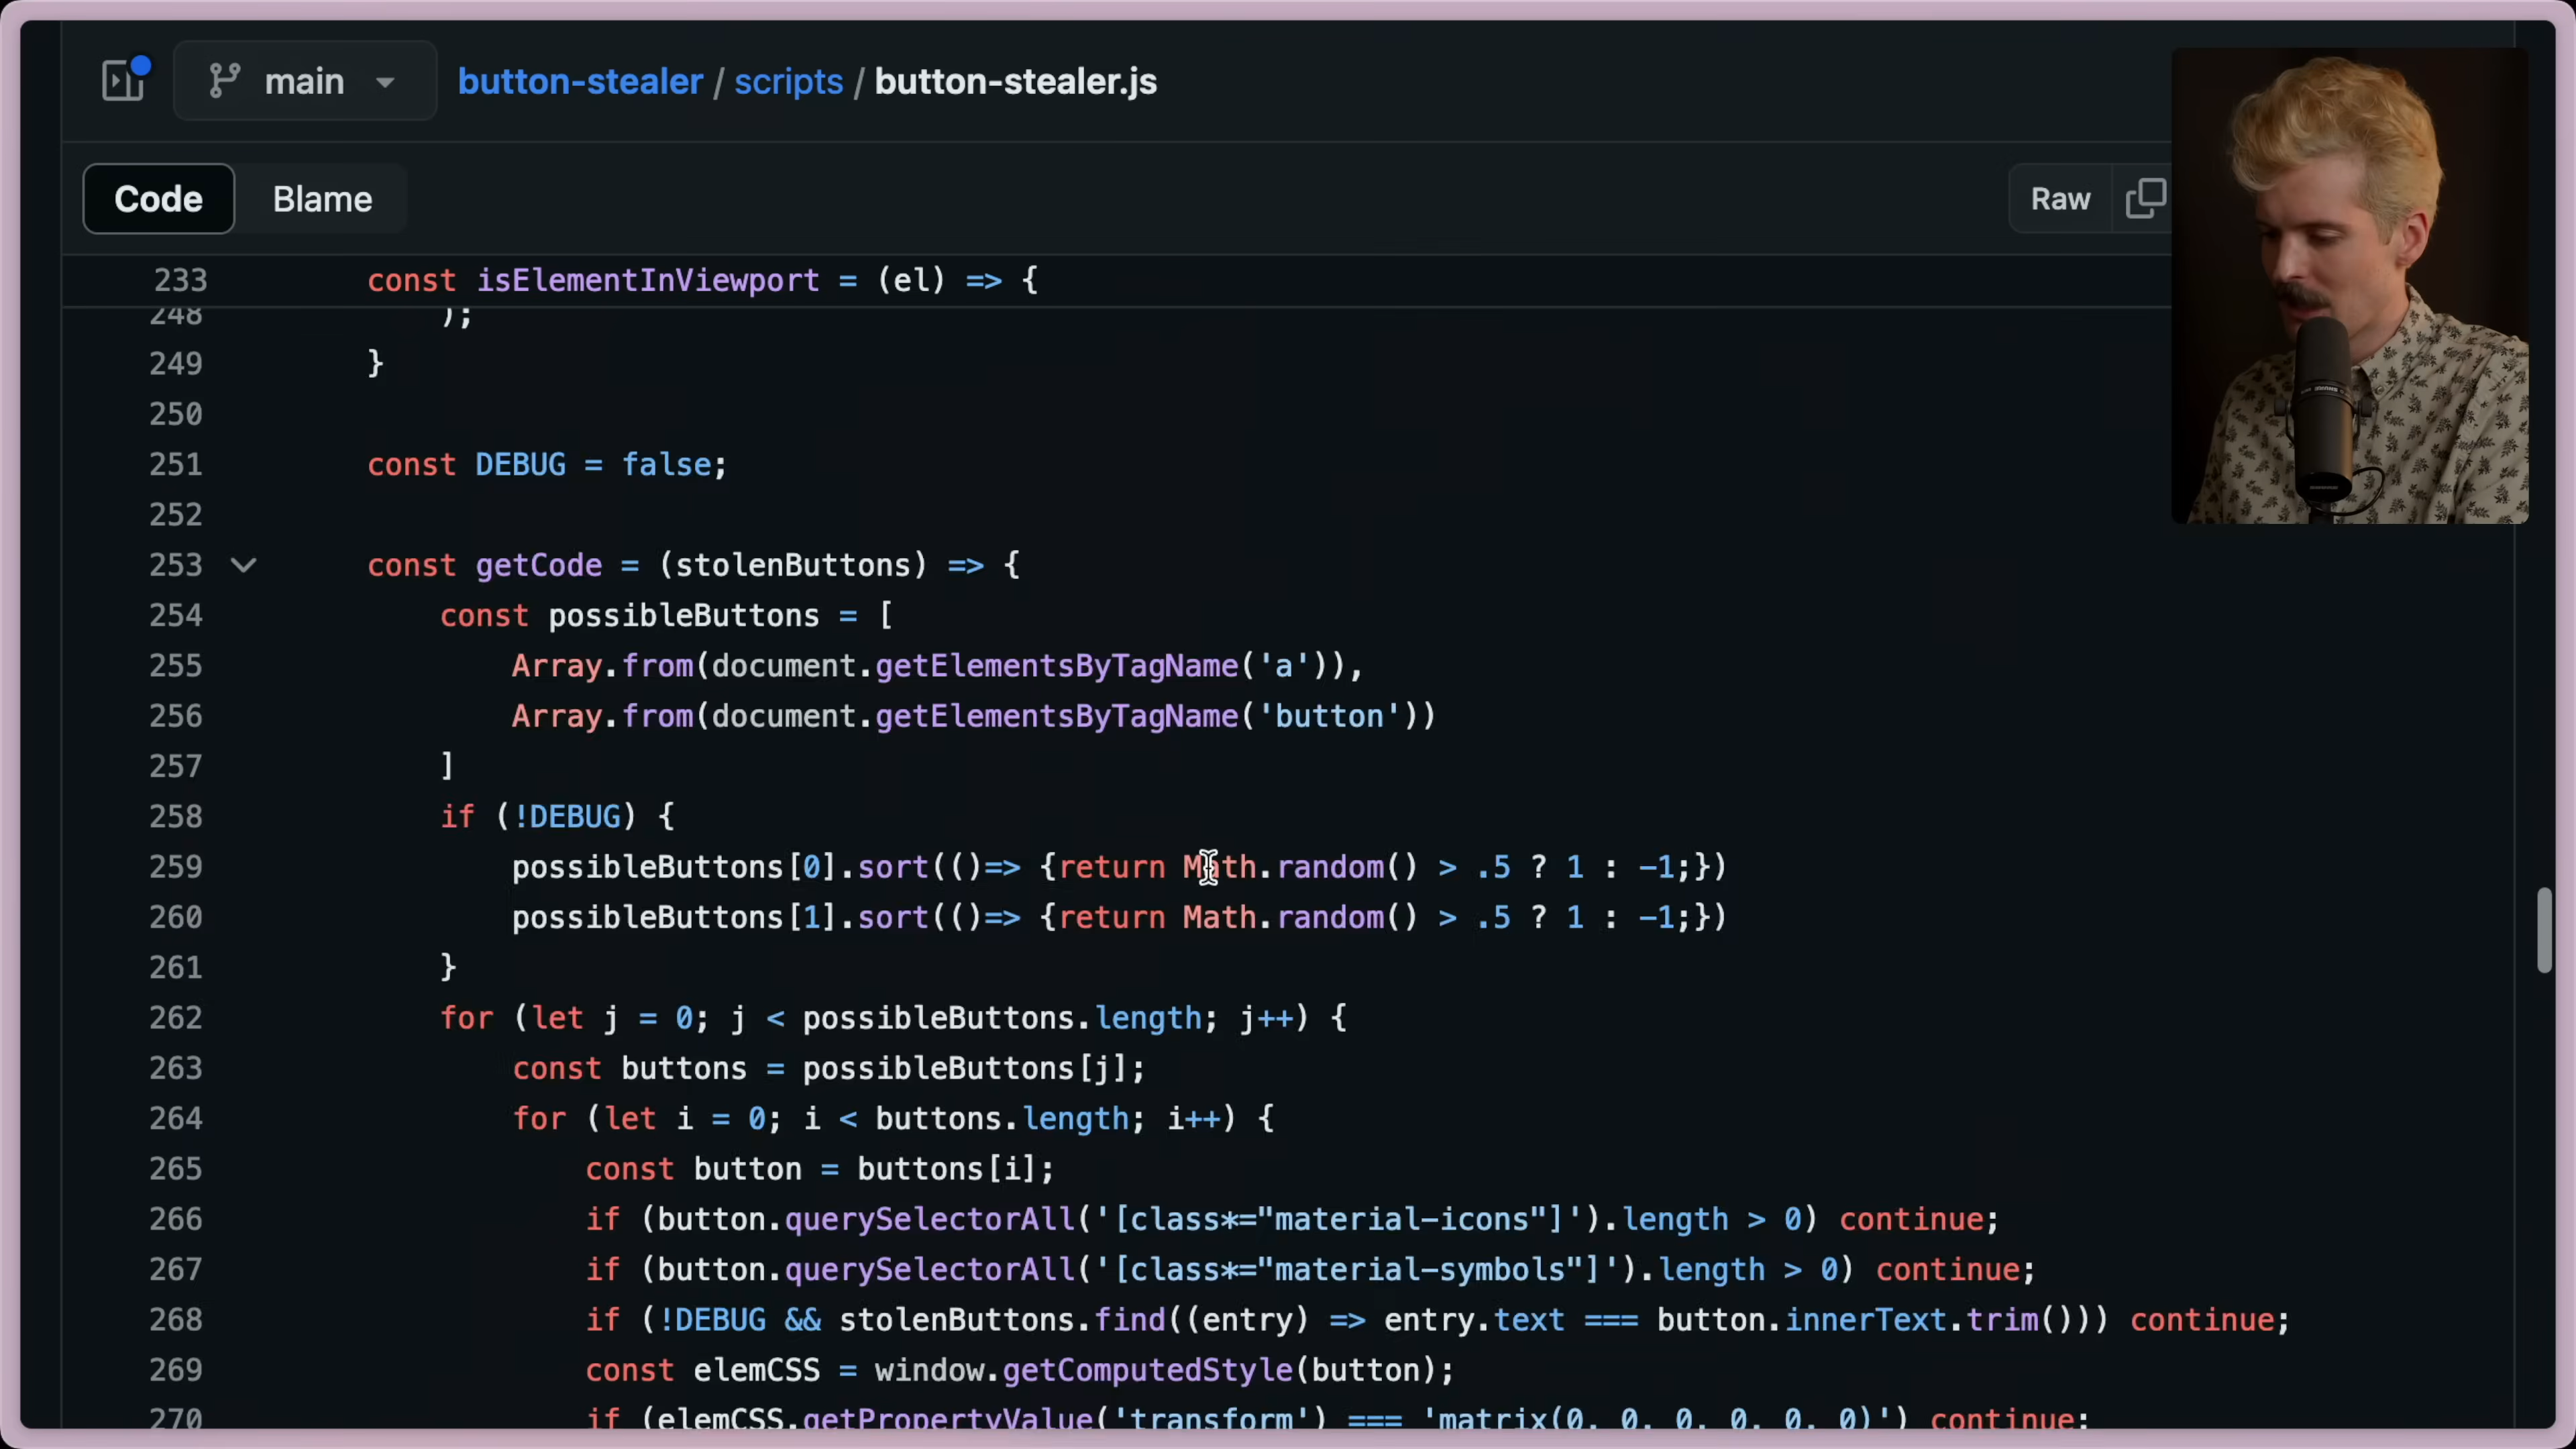 main
button-stealer / scripts / button-stealer.js
Code
Blame
Raw
233 const isElementInViewport = (el) => {
248 );
249 }
250
251 const DEBUG = false;
252
253 const getCode = (stolenButtons) => {
254 const possibleButtons = [
255 Array.from(document.getElementsByTagName('a')),
256 Array.from(document.getElementsByTagName('button'))
257 ]
258 if (!DEBUG) {
259 possibleButtons[0].sort(()=> {return Math.random() > .5 ? 1 : -1;})
260 possibleButtons[1].sort(()=> {return Math.random() > .5 ? 1 : -1;})
261 }
262 for (let j = 0; j < possibleButtons.length; j++) {
263 const buttons = possibleButtons[j];
264 for (let i = 0; i < buttons.length; i++) {
265 const button = buttons[i];
266 if (button.querySelectorAll('[class*="material-icons"]').length > 0) continue;
267 if (button.querySelectorAll('[class*="material-symbols"]').length > 0) continue;
268 if (!DEBUG && stolenButtons.find((entry) => entry.text === button.innerText.trim())) continue;
269 const elemCSS = window.getComputedStyle(button);
270 if (elemCSS.getPropertyValue('transform') === 'matrix(0, 0, 0, 0, 0, 0)') continue;